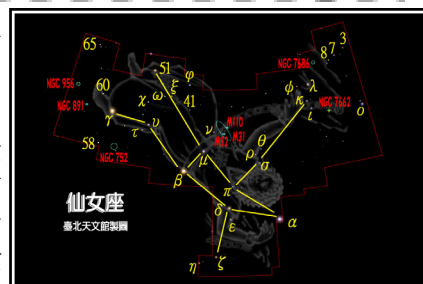 65
51
φ
3
7
8
NGC 7686
NGC 956
60
ω
ξ
41
χ
φ
λ
κ
NGC 891
γ
τ
υ
ι
NGC 7662
ο
M110
M31
M32
ν
μ
58
NGC 752
θ
ρ
σ
β
π
仙女座
臺北天文館製圖
δ
ε
α
η
ζ